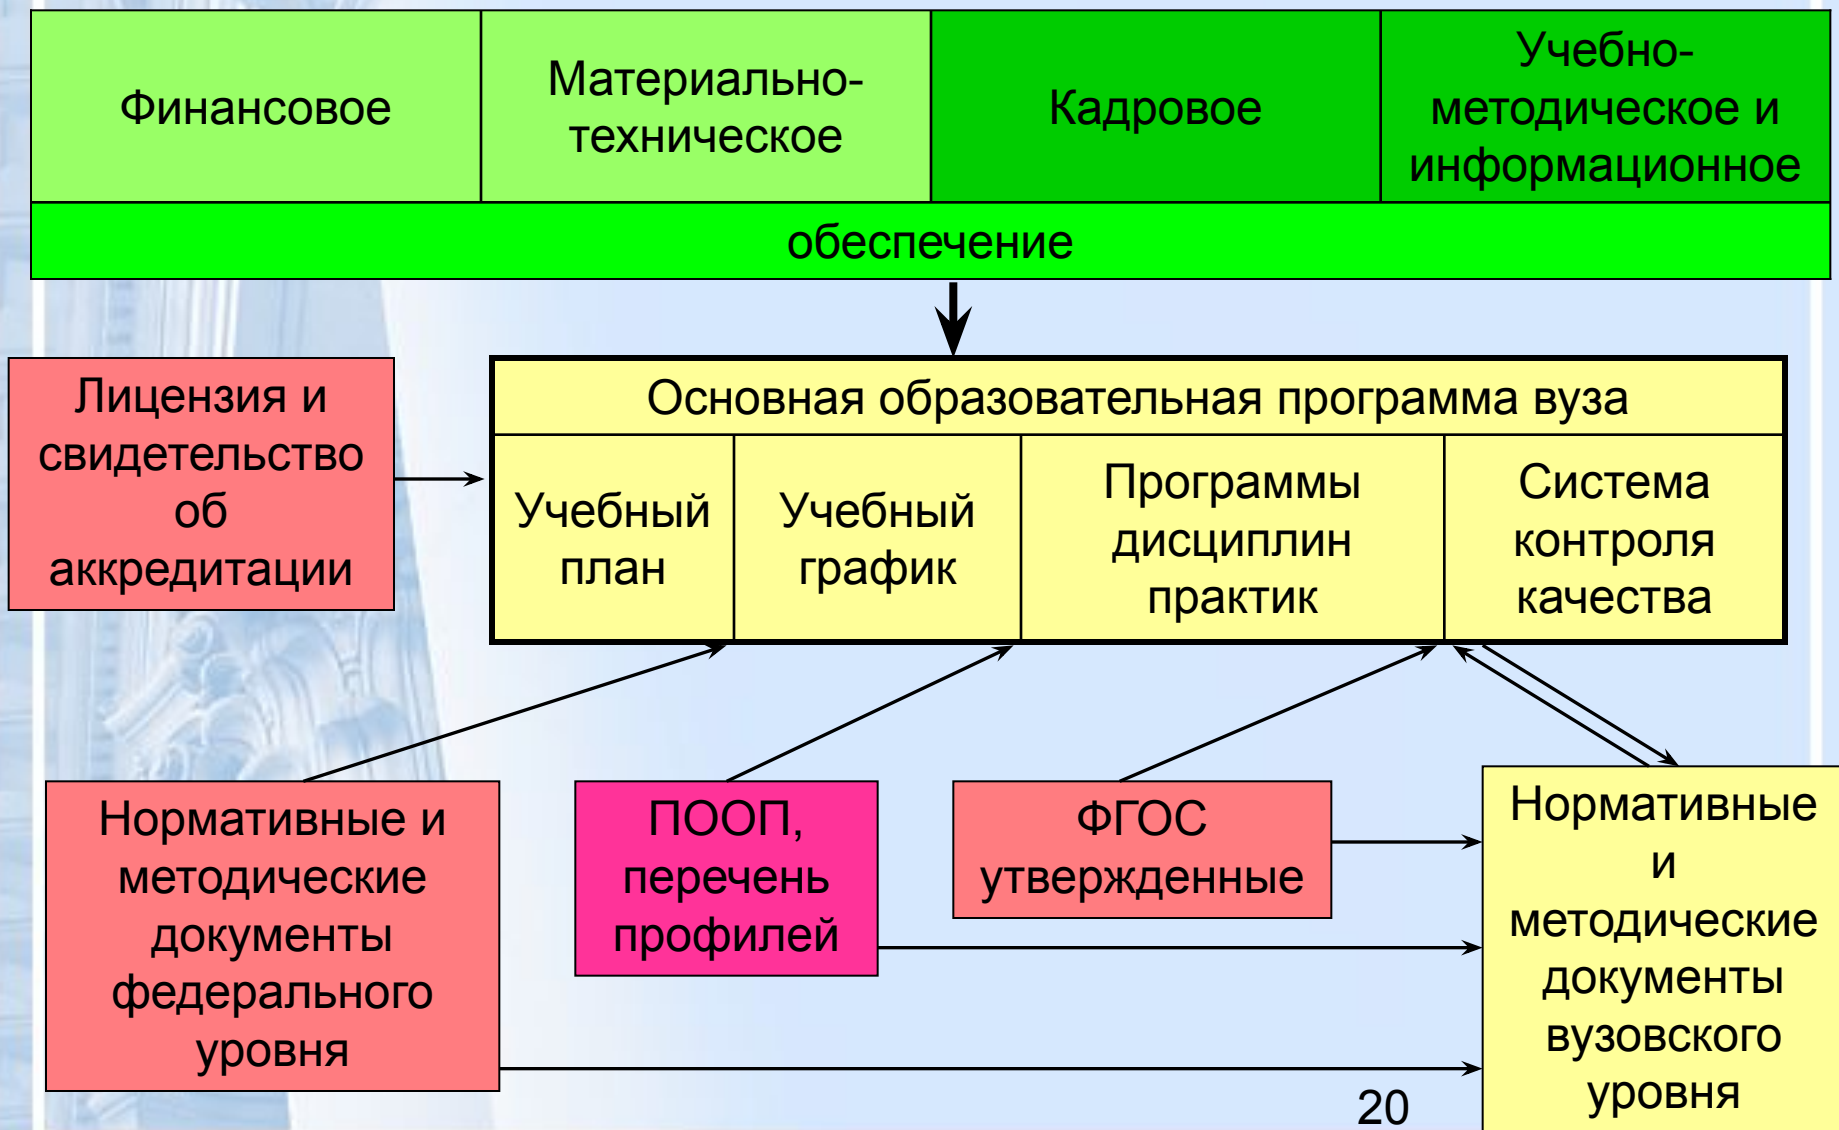 Финансовое
Материально-
техническое
Кадровое
Учебно-
методическое и
информационное
обеспечение
Лицензия и
свидетельство
об
аккредитации
Основная образовательная программа вуза
Учебный
план
Учебный
график
Программы
дисциплин
практик
Система
контроля
качества
Нормативные и
методические
документы
федерального
уровня
ПООП,
перечень
профилей
ФГОС
утвержденные
Нормативные
и
методические
документы
вузовского
уровня
20